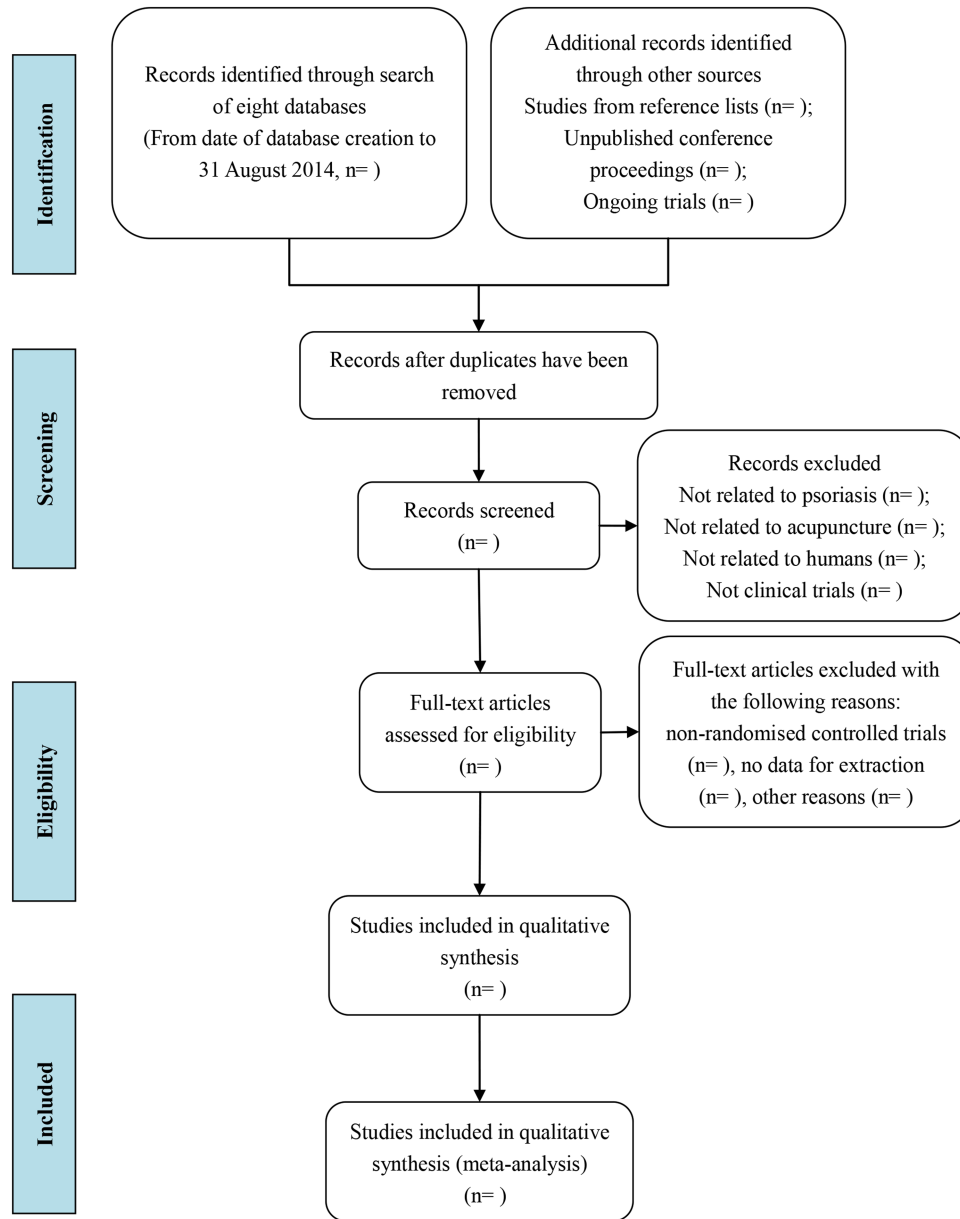 Identification
Records identified through search
of eight databases
(From date of database creation to
31 August 2014, n= )
Additional records identified
through other sources
Studies from reference lists (n= );
Unpublished conference
proceedings (n= );
Ongoing trials (n= )
Screening
Records after duplicates have been
removed
Records screened
(n= )
Records excluded
Not related to psoriasis (n= );
Not related to acupuncture (n= );
Not related to humans (n= );
Not clinical trials (n= )
Eligibility
Full-text articles
assessed for eligibility
(n= )
Full-text articles excluded with
the following reasons:
non-randomised controlled trials
(n= ), no data for extraction
(n= ), other reasons (n= )
Studies included in qualitative
synthesis
(n= )
Included
Studies included in qualitative
synthesis (meta-analysis)
(n= )